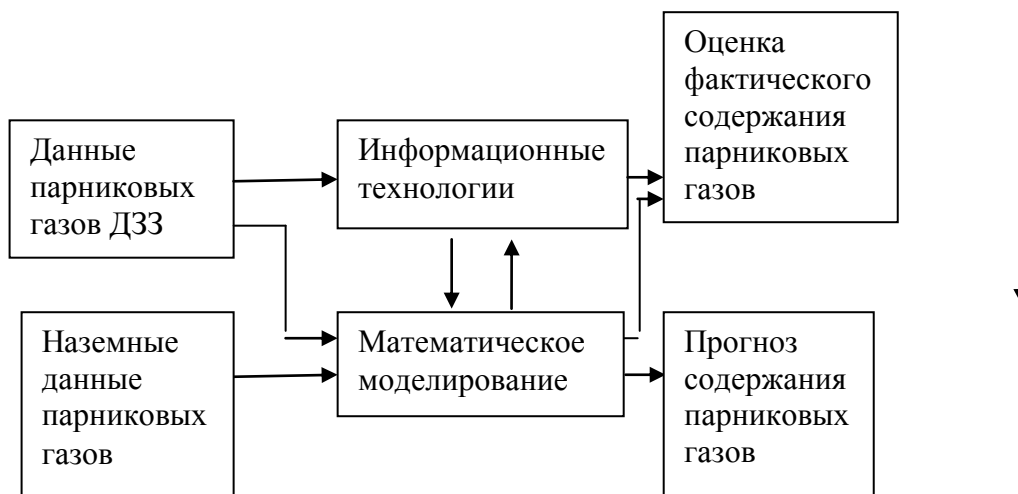 Данные
парниковых
газов ДЗЗ
Информационные
технологии
Оценка
фактического
содержания
парниковых
газов
Наземные
данные
парниковых
газов
Математическое
моделирование
Прогноз
содержания
парниковых
газов